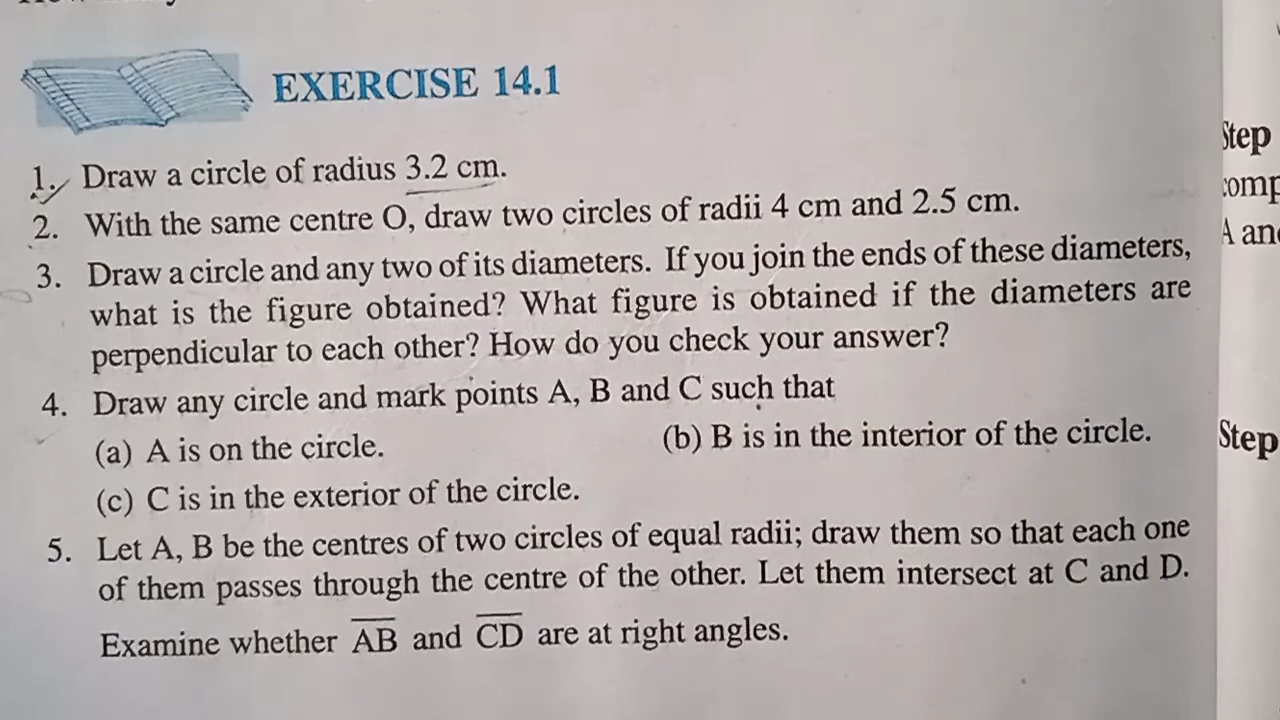 EXERCISE 14.1
1. Draw a circle of radius 3.2 cm.
2. With the same centre O, draw two circles of radii 4 cm and 2.5 cm.
3. Draw a circle and any two of its diameters. If you join the ends of these diameters,
what is the figure obtained? What figure is obtained if the diameters are
perpendicular to each other? How do you check your answer?
4. Draw any circle and mark points A, B and C such that
(a) A is on the circle. (b) B is in the interior of the circle.
(c) C is in the exterior of the circle.
5. Let A, B be the centres of two circles of equal radii; draw them so that each one
of them passes through the centre of the other. Let them intersect at C and D.
Examine whether A̅B̅ and C̅D̅ are at right angles.
Step
A
Step